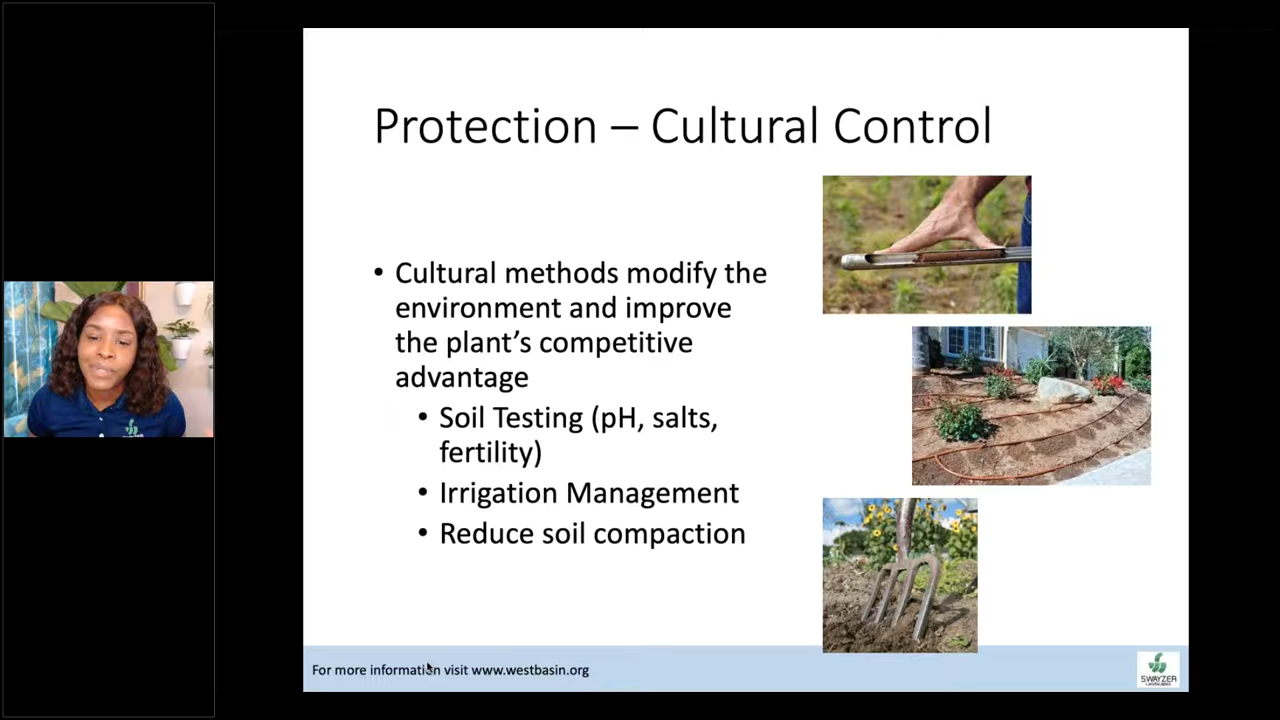 Protection – Cultural Control
• Cultural methods modify the
environment and improve
the plant's competitive
advantage
• Soil Testing (pH, salts,
fertility)
• Irrigation Management
• Reduce soil compaction
For more information visit www.westbasin.org
SWAYZER